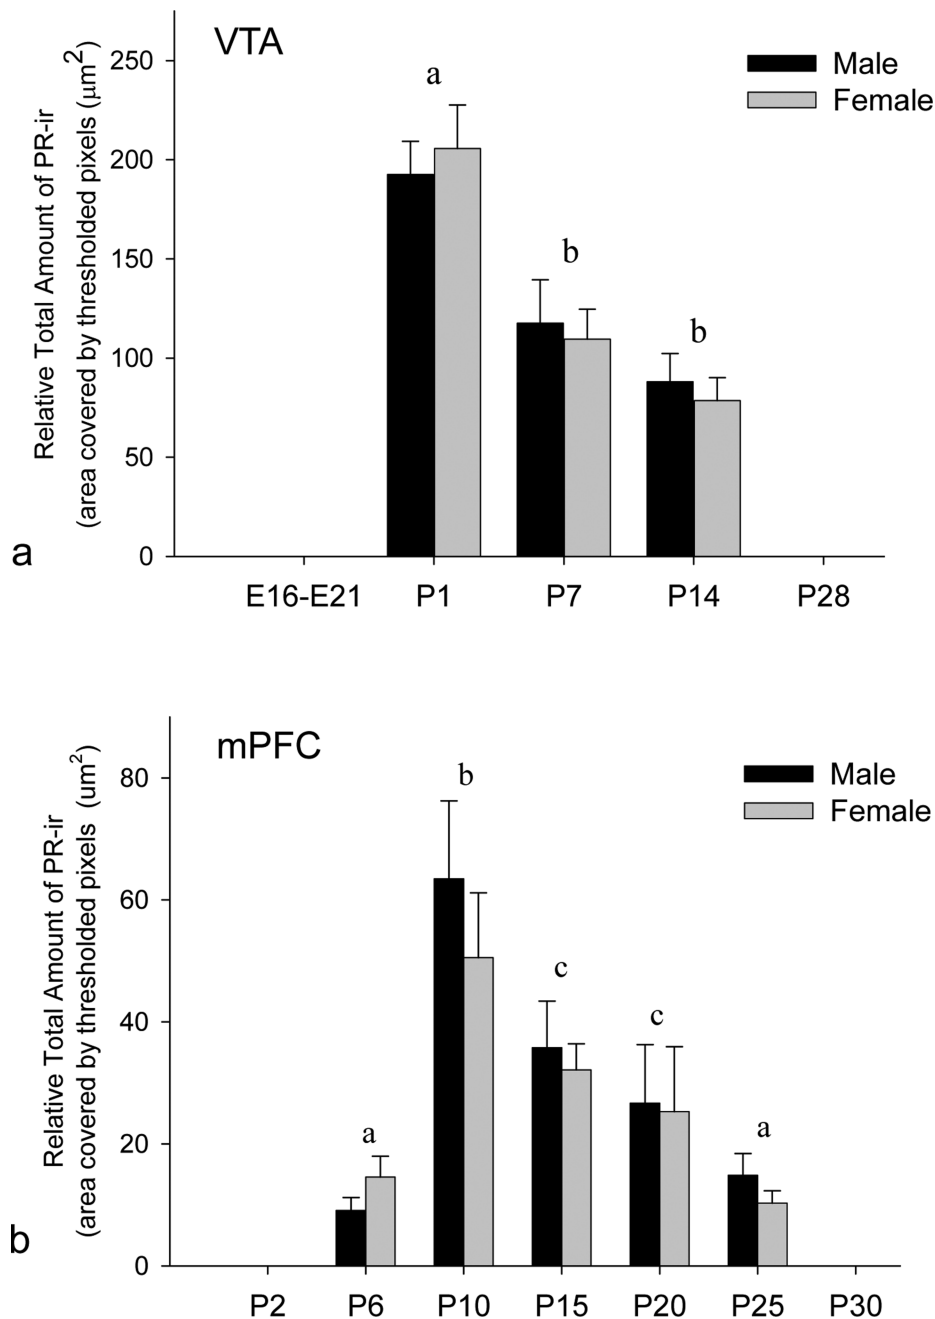 VTA
Male
Female
Relative Total Amount of PR-ir
(area covered by thresholded pixels (μm²)
250
200
150
100
50
0
a
b
b
a
E16-E21 P1 P7 P14 P28
mPFC
Male
Female
Relative Total Amount of PR-ir
(area covered by thresholded pixels (um²)
80
60
40
20
0
a
b
c
c
a
b
P2 P6 P10 P15 P20 P25 P30